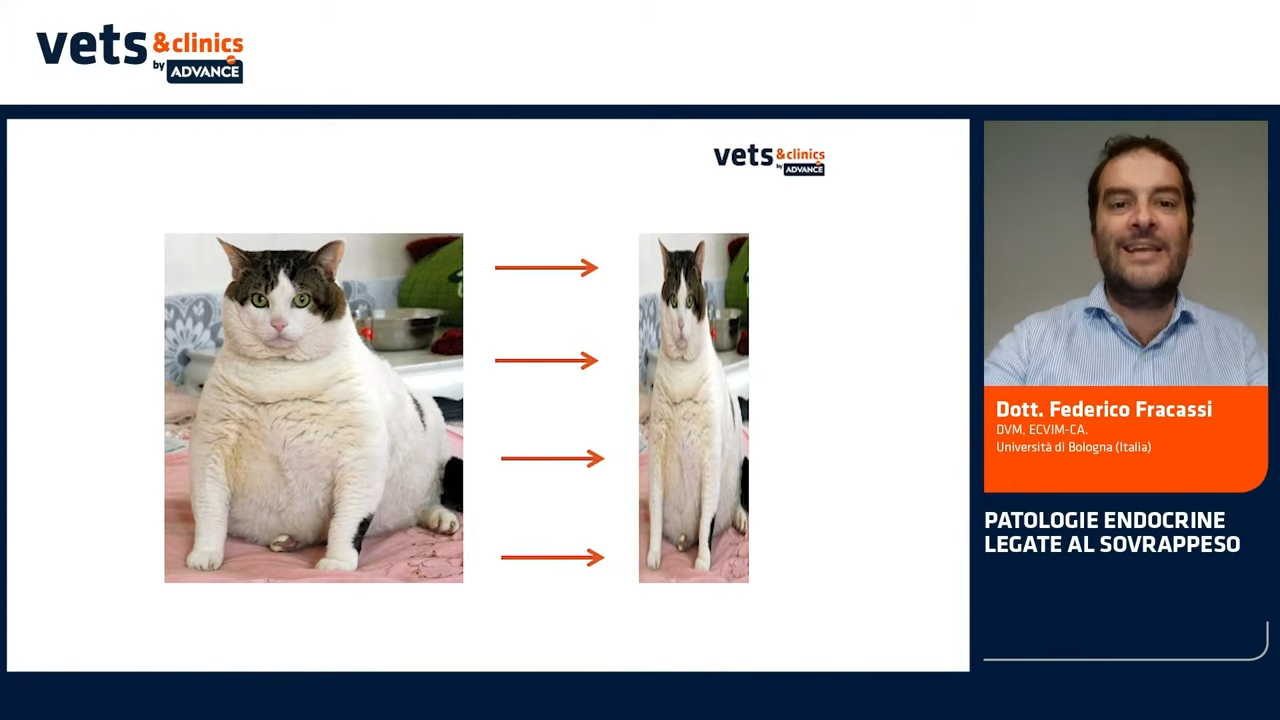 vets &clinics
by ADVANCE
vets &clinics
by ADVANCE
Dott. Federico Fracassi
DVM, ECVIM-CA.
Università di Bologna (Italia)
PATOLOGIE ENDOCRINE
LEGATE AL SOVRAPPESO